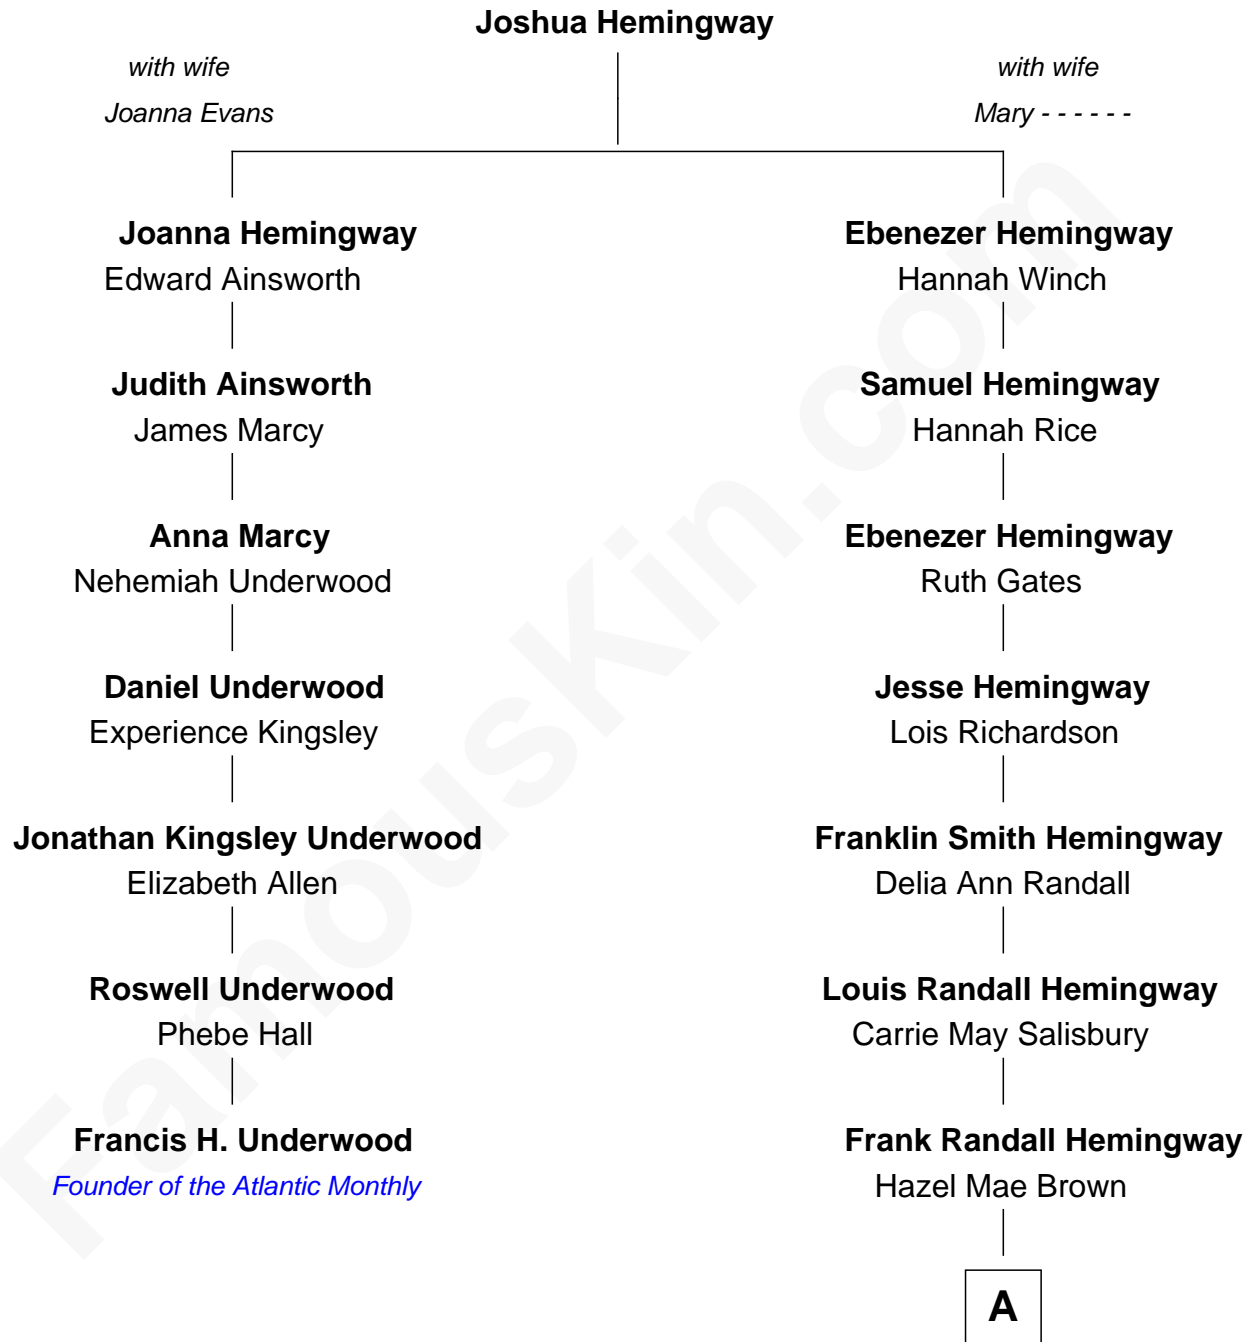 Joshua Hemingway
with wife
Joanna Evans
with wife
Mary - - - - - -
Joanna Hemingway
Edward Ainsworth
Ebenezer Hemingway
Hannah Winch
Judith Ainsworth
James Marcy
Samuel Hemingway
Hannah Rice
Anna Marcy
Nehemiah Underwood
Ebenezer Hemingway
Ruth Gates
Daniel Underwood
Experience Kingsley
Jesse Hemingway
Lois Richardson
Jonathan Kingsley Underwood
Elizabeth Allen
Franklin Smith Hemingway
Delia Ann Randall
Roswell Underwood
Phebe Hall
Louis Randall Hemingway
Carrie May Salisbury
Francis H. Underwood
Founder of the Atlantic Monthly
Frank Randall Hemingway
Hazel Mae Brown
A
FamousKin.com